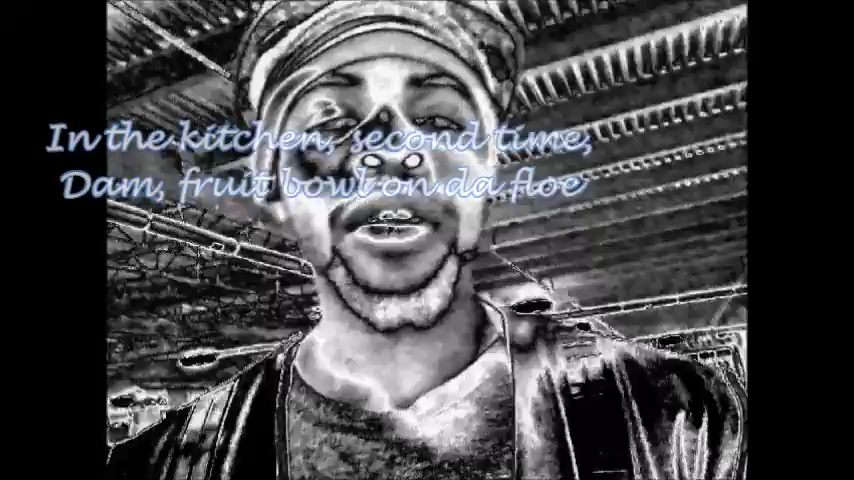 In the kitchen, second time,
Dam, fruit bowl on da floe